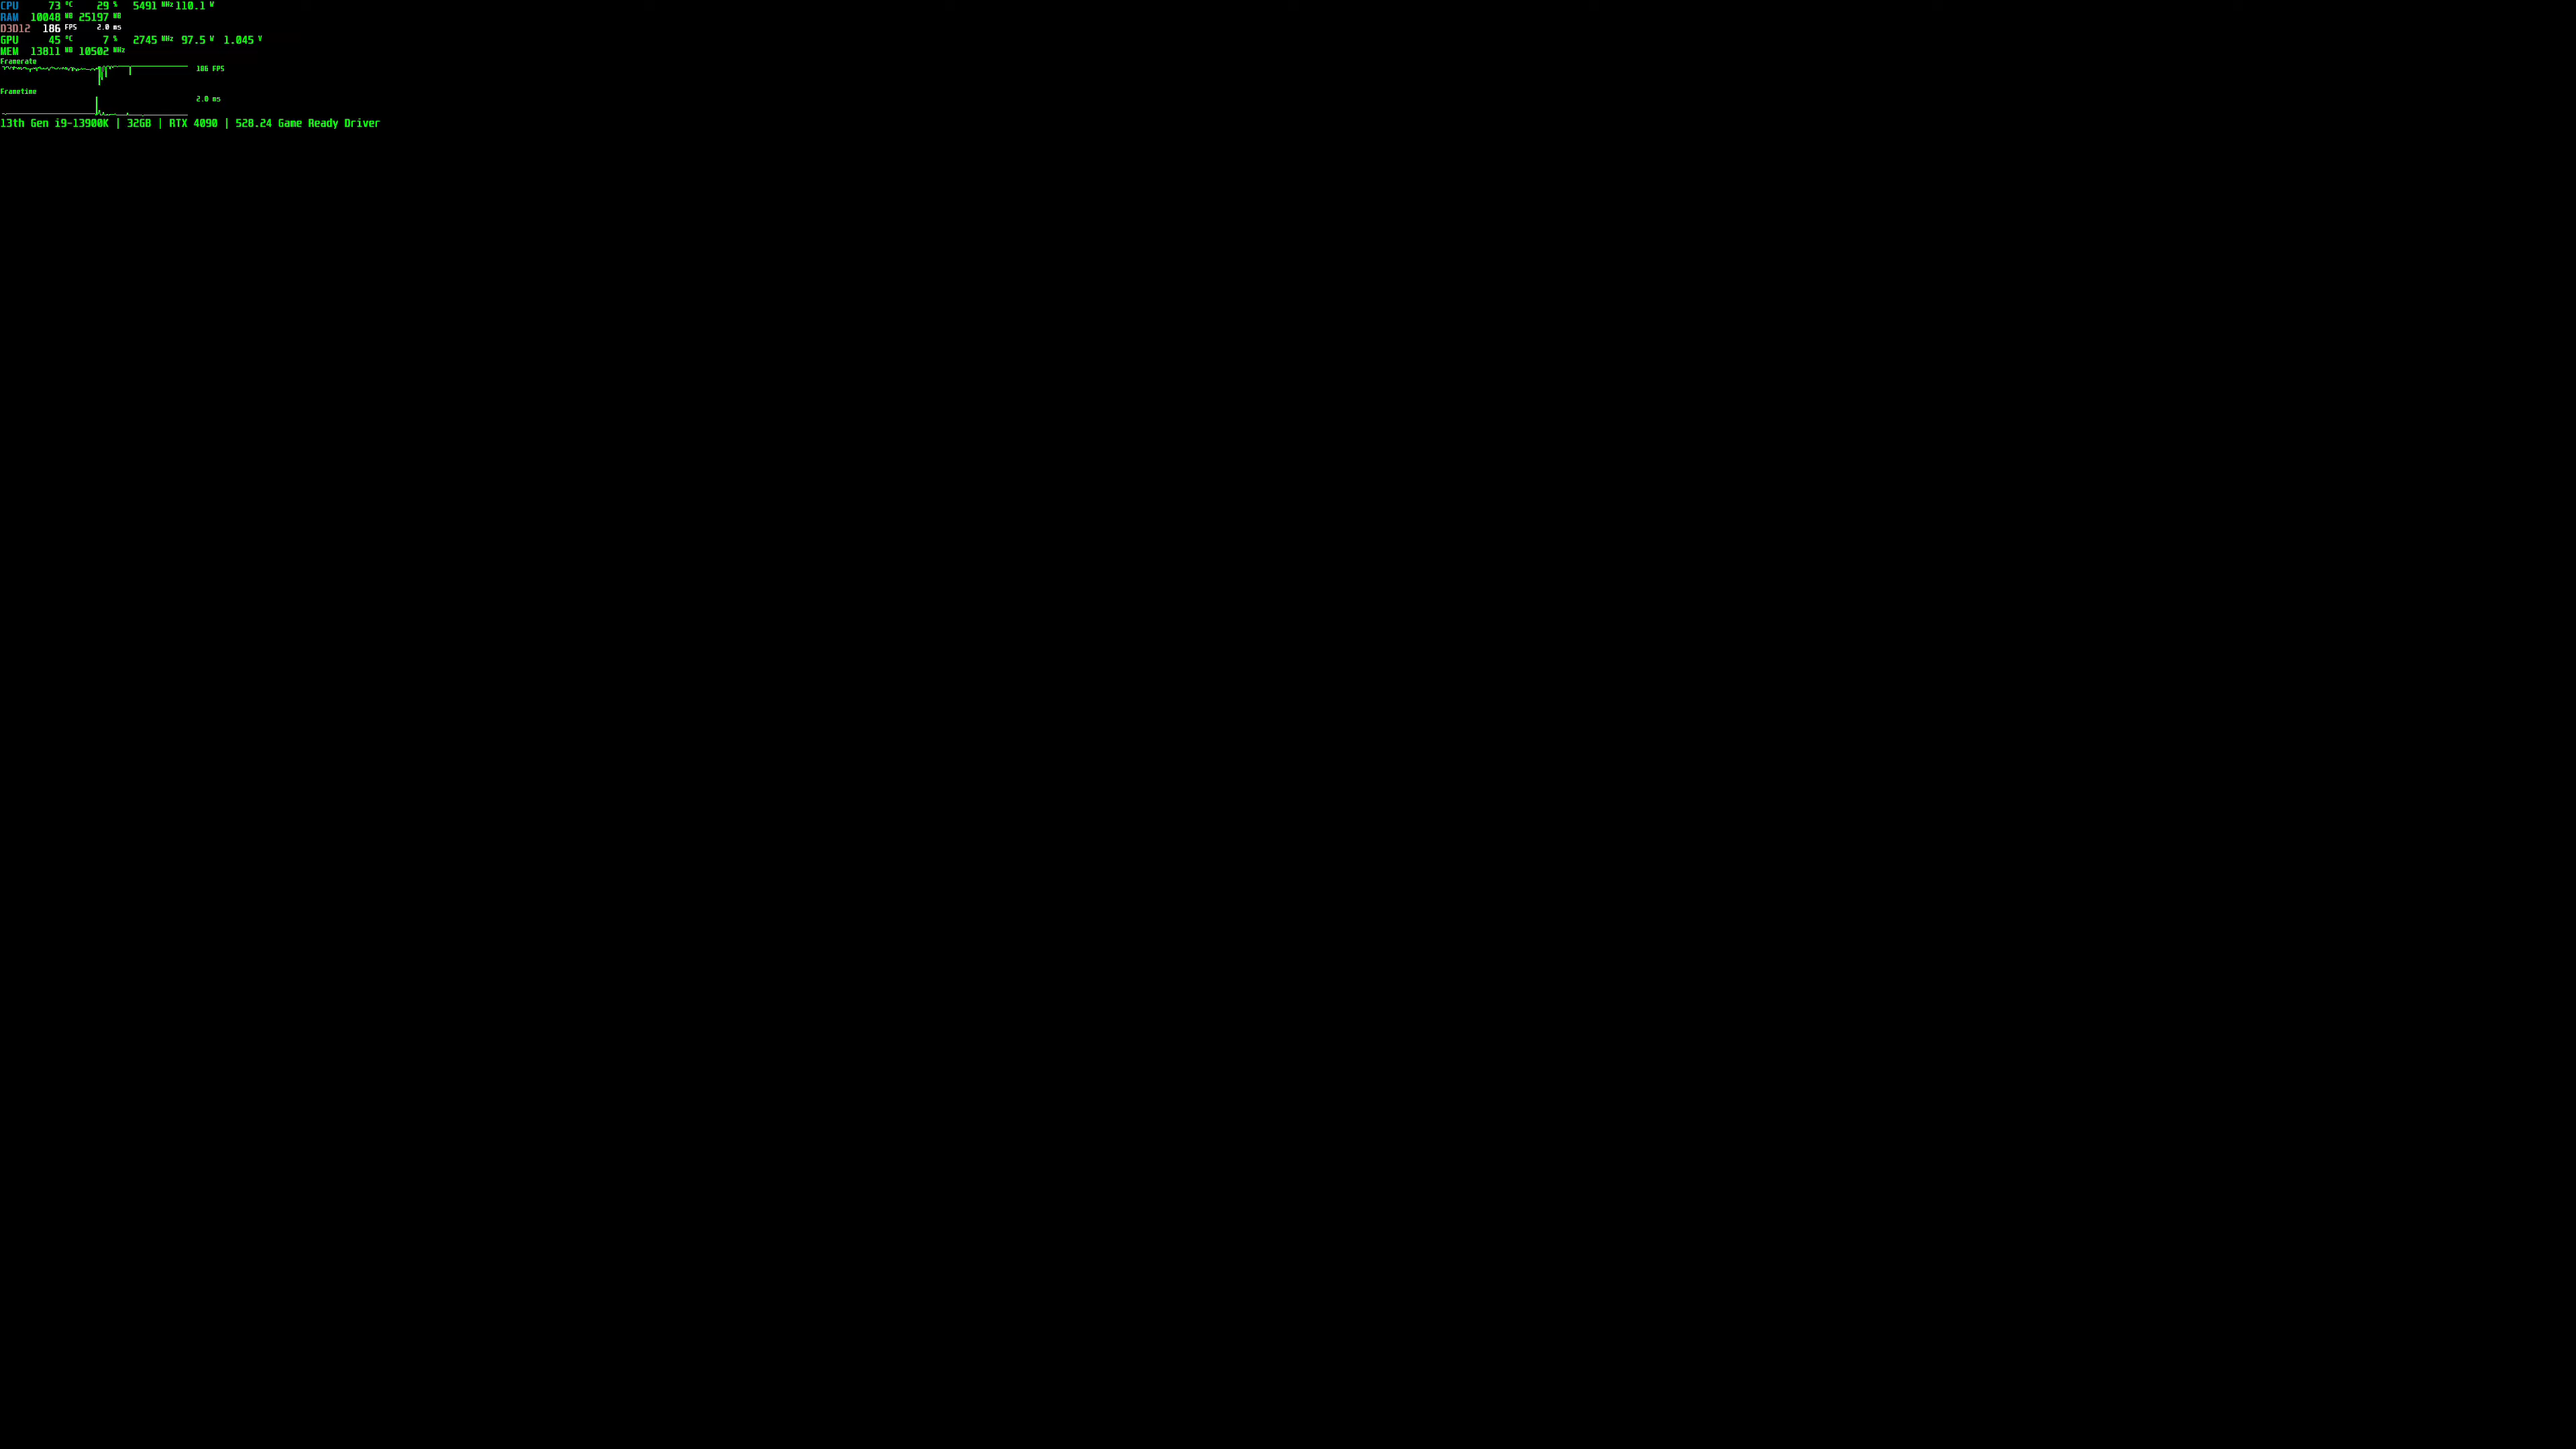 CPU 73 °C 29 % 5491 MHz 110.1 W
RAM 10048 MB 25197 MB
D3D12 186 FPS 2.0 ms
GPU 45 °C 7 % 2745 MHz 97.5 W 1.045 V
MEM 13811 MB 10502 MHz
Framerate
186 FPS
Frametime
2.0 ms
13th Gen i9-13900K | 32GB | RTX 4090 | 528.24 Game Ready Driver